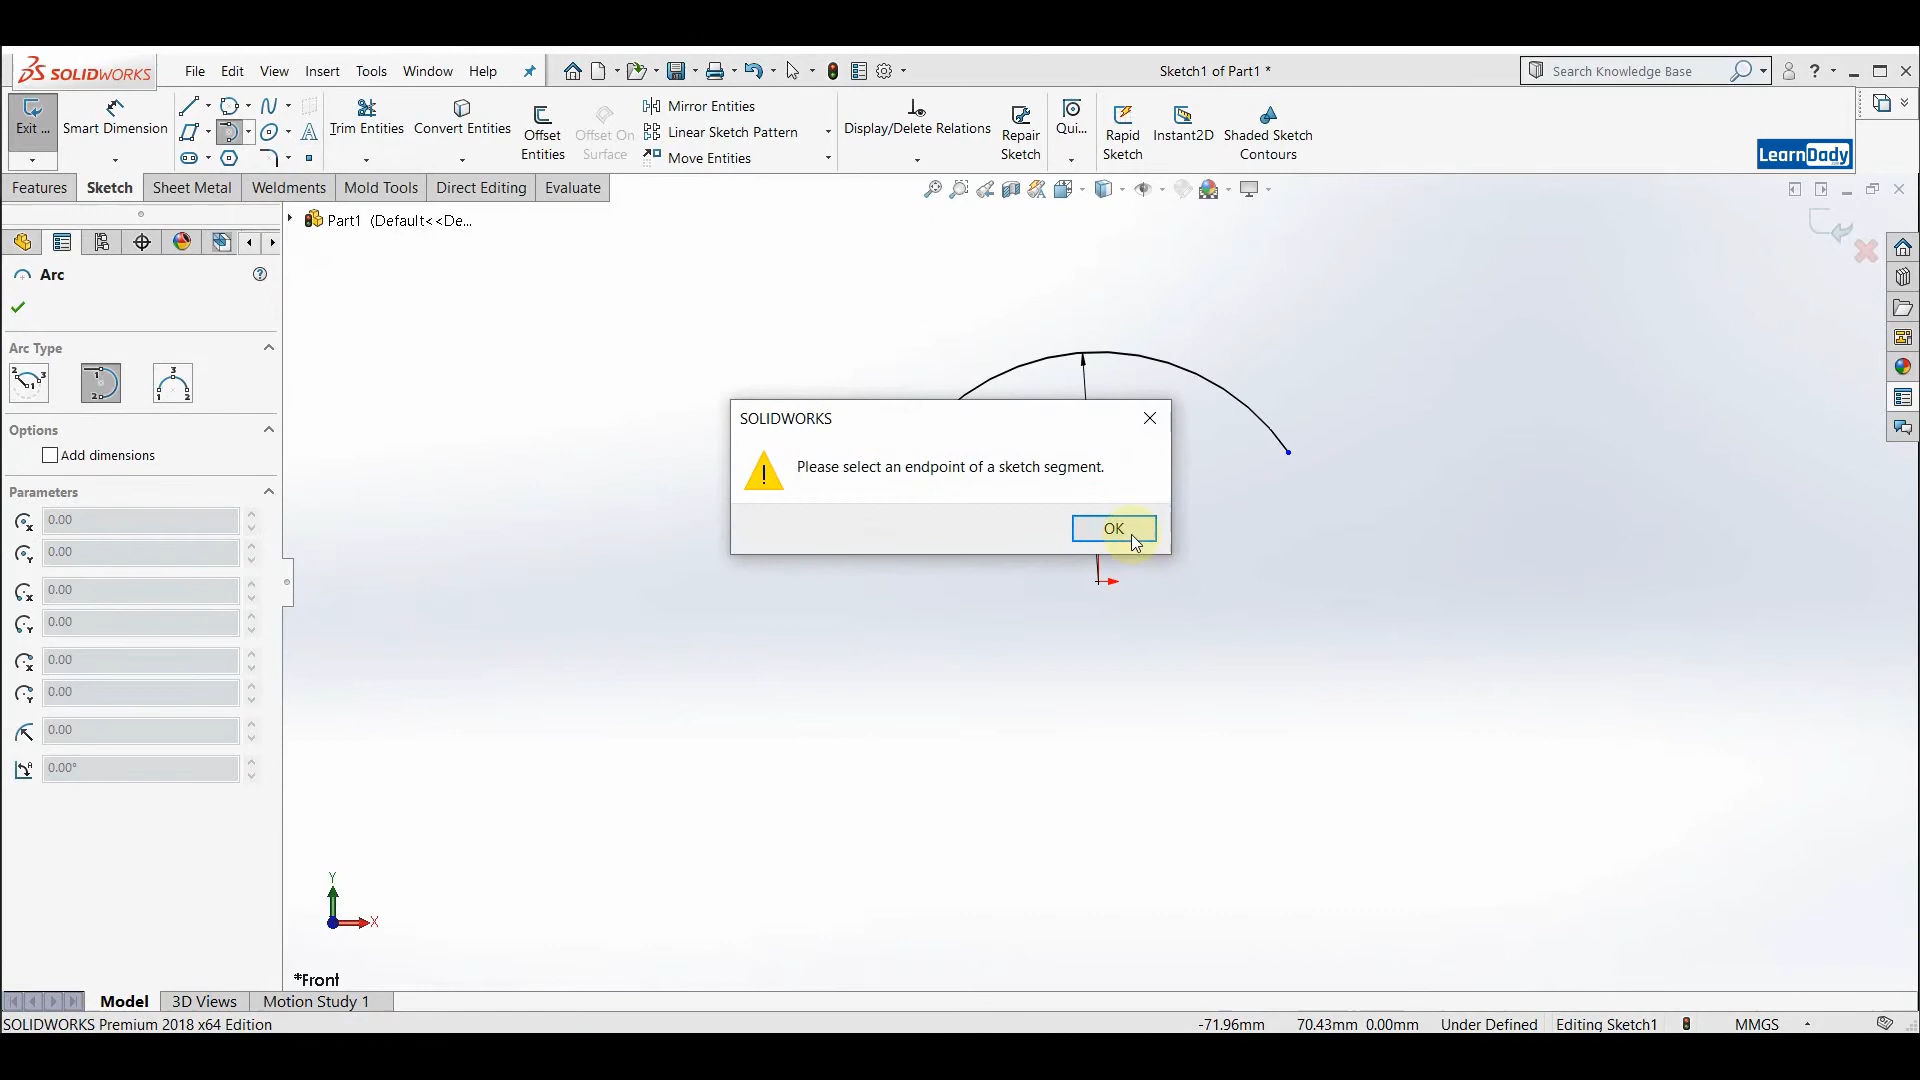 SOLIDWORKS File Edit View Insert Tools Window Help Sketch1 of Part1 * Search Knowledge Base ?
Exit ... Smart Dimension Trim Entities Convert Entities Offset Entities Offset On Surface Mirror Entities Linear Sketch Pattern Move Entities Display/Delete Relations Repair Sketch Qui... Rapid Sketch Instant2D Shaded Sketch Contours
LearnDady
Features Sketch Sheet Metal Weldments Mold Tools Direct Editing Evaluate
Part1 (Default<<De...
Arc
Arc Type
Options
Add dimensions
Parameters
0.00
0.00
0.00
0.00
0.00
0.00
0.00
0.00°
SOLIDWORKS
Please select an endpoint of a sketch segment.
OK
Y
X
*Front
Model 3D Views Motion Study 1
SOLIDWORKS Premium 2018 x64 Edition -71.96mm 70.43mm 0.00mm Under Defined Editing Sketch1 MMGS